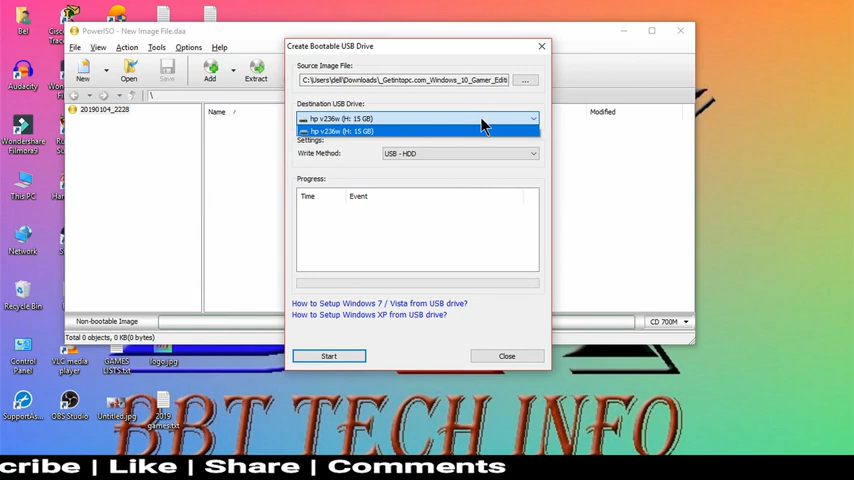 Bel
Cisco
PowerISO - New Image File.daa
File View Action Tools Options Help
New Open Save Add Extract
Audacity
20190104_2228
\
Name
Modified
Create Bootable USB Drive
Source Image File:
C:\Users\dell\Downloads\_Getintopc.com_Windows_10_Gamer_Editi
...
Destination USB Drive:
hp v236w (H: 15 GB)
hp v236w (H: 15 GB)
Settings:
Write Method:
USB - HDD
Progress:
Time Event
How to Setup Windows 7 / Vista from USB drive?
How to Setup Windows XP from USB drive?
Start Close
Wondershare
Filmora9
This PC
Network
Recycle Bin
Non-bootable Image
CD 700M
Total 0 objects, 0 KB(0 bytes)
Control
Panel
VLC media
player
GAMES
LISTS.txt
logo.jpg
SupportAs...
OBS Studio
Untitled.jpg
2019
games.txt
BBT TECH INFO
cribe | Like | Share | Comments